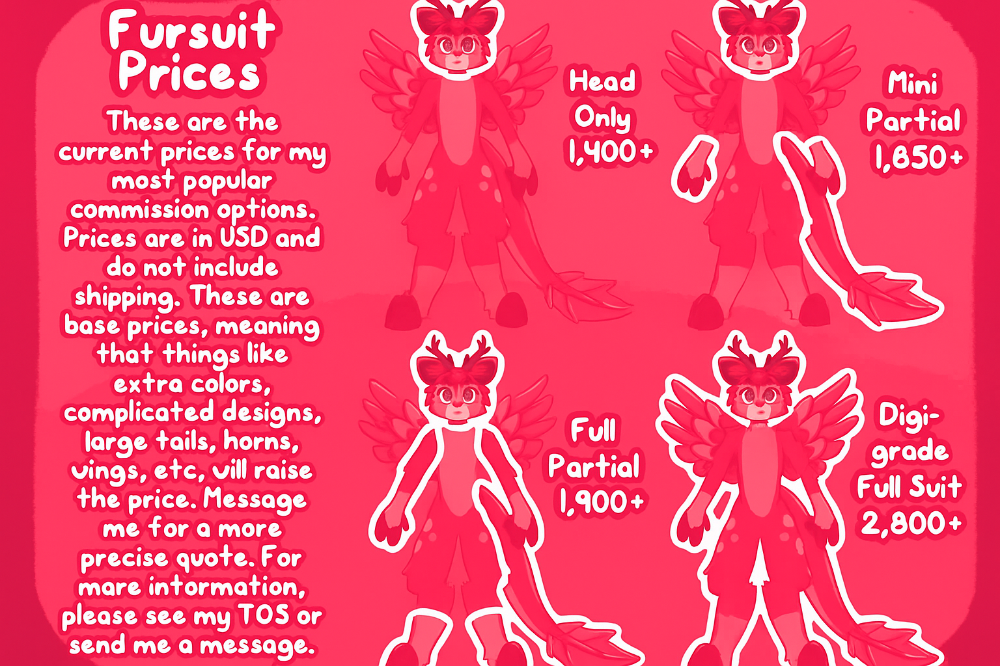 Fursuit
Prices
These are the
current prices for my
most popular
commission options.
Prices are in USD and
do not include
shipping. These are
base prices, meaning
that things like
extra colors,
complicated designs,
large tails, horns,
vings, etc, vill raise
the price. Message
me for a more
precise quote. For
mare intormation,
please see my TOS or
send me a message.
Head
Only
1,400+
Mini
Partial
1,850+
Full
Partial
1,900+
Digi-
grade
Full Suit
2,800+